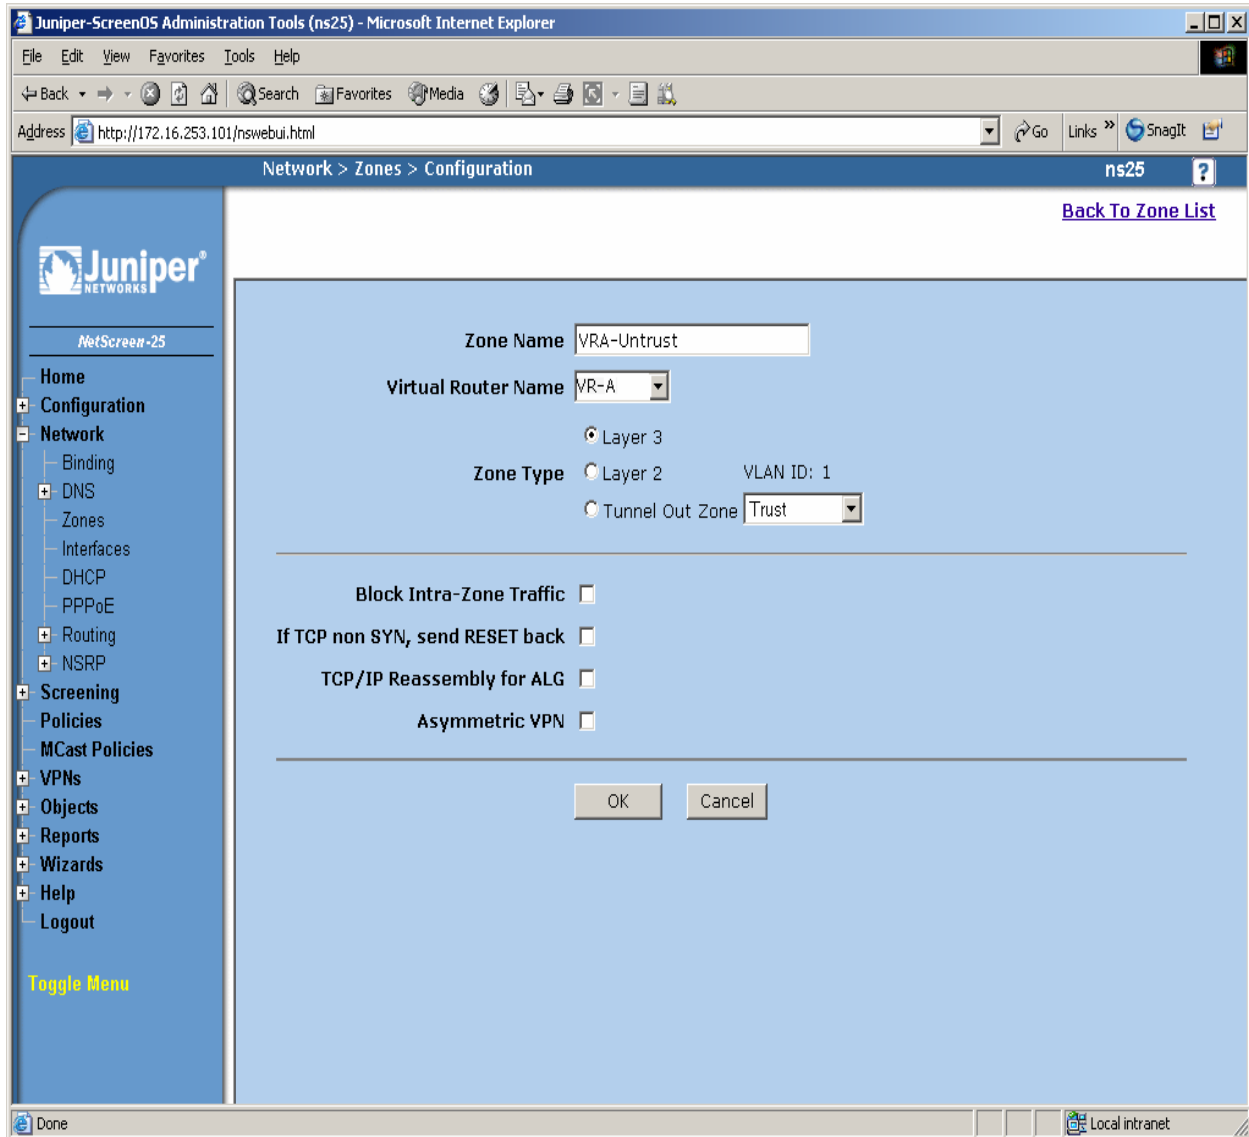 Juniper-ScreenOS Administration Tools (ns25) - Microsoft Internet Explorer
File Edit View Favorites Tools Help
Back Search Favorites Media
Address http://172.16.253.101/nswebui.html Go Links » SnagIt
Network > Zones > Configuration ns25 ?
Back To Zone List
Juniper®
NETWORKS
NetScreen-25
Home
Configuration
Network
Binding
DNS
Zones
Interfaces
DHCP
PPPoE
Routing
NSRP
Screening
Policies
MCast Policies
VPNs
Objects
Reports
Wizards
Help
Logout
Toggle Menu
Zone Name VRA-Untrust
Virtual Router Name VR-A
Layer 3
Zone Type Layer 2 VLAN ID: 1
Tunnel Out Zone Trust
Block Intra-Zone Traffic
If TCP non SYN, send RESET back
TCP/IP Reassembly for ALG
Asymmetric VPN
OK Cancel
Done Local intranet